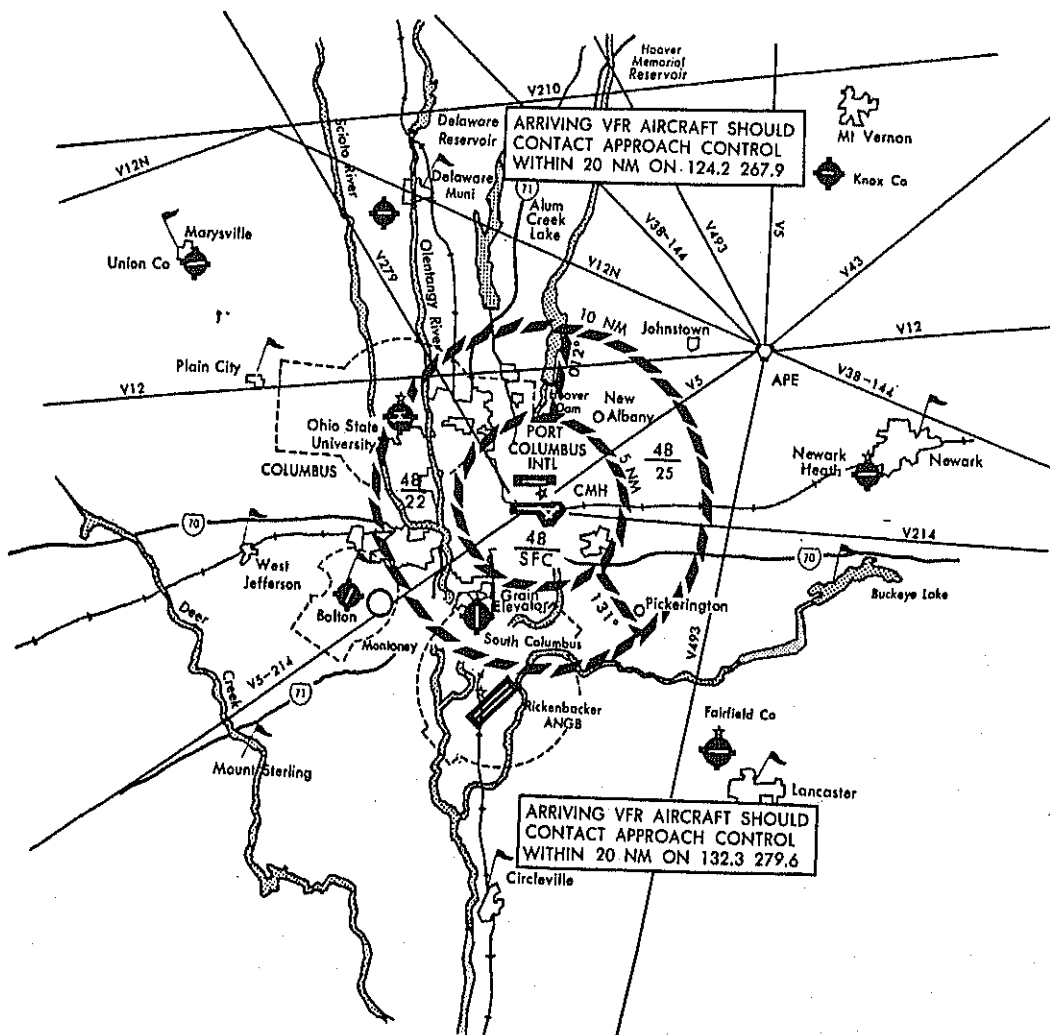 Hoover
Memorial
Reservoir
V210
Delaware
Reservoir
ARRIVING VFR AIRCRAFT SHOULD
CONTACT APPROACH CONTROL
WITHIN 20 NM ON 124.2 267.9
Mt Vernon
Knox Co
V12N
Scioto River
Delaware
Muni
71
Alum
Creek
Lake
V38-144
V493
V5
V43
Marysville
Union Co
V279
Olentangy River
V12N
10 NM
Johnstown
V12
APE
Plain City
V12
012°
V5
V38-144
Hoover
Dam
New
Albany
Ohio State
University
PORT
COLUMBUS
INTL
5 NM
48
25
Newark
Heath
Newark
COLUMBUS
48
22
CMH
70
V214
48
SFC
70
West
Jefferson
Buckeye Lake
Bolton
Grain
Elevator
131°
Pickerington
South Columbus
V493
V5-214
71
Deer
Creek
Rickenbacker
ANGB
Fairfield Co
Mount Sterling
Lancaster
ARRIVING VFR AIRCRAFT SHOULD
CONTACT APPROACH CONTROL
WITHIN 20 NM ON 132.3 279.6
Circleville